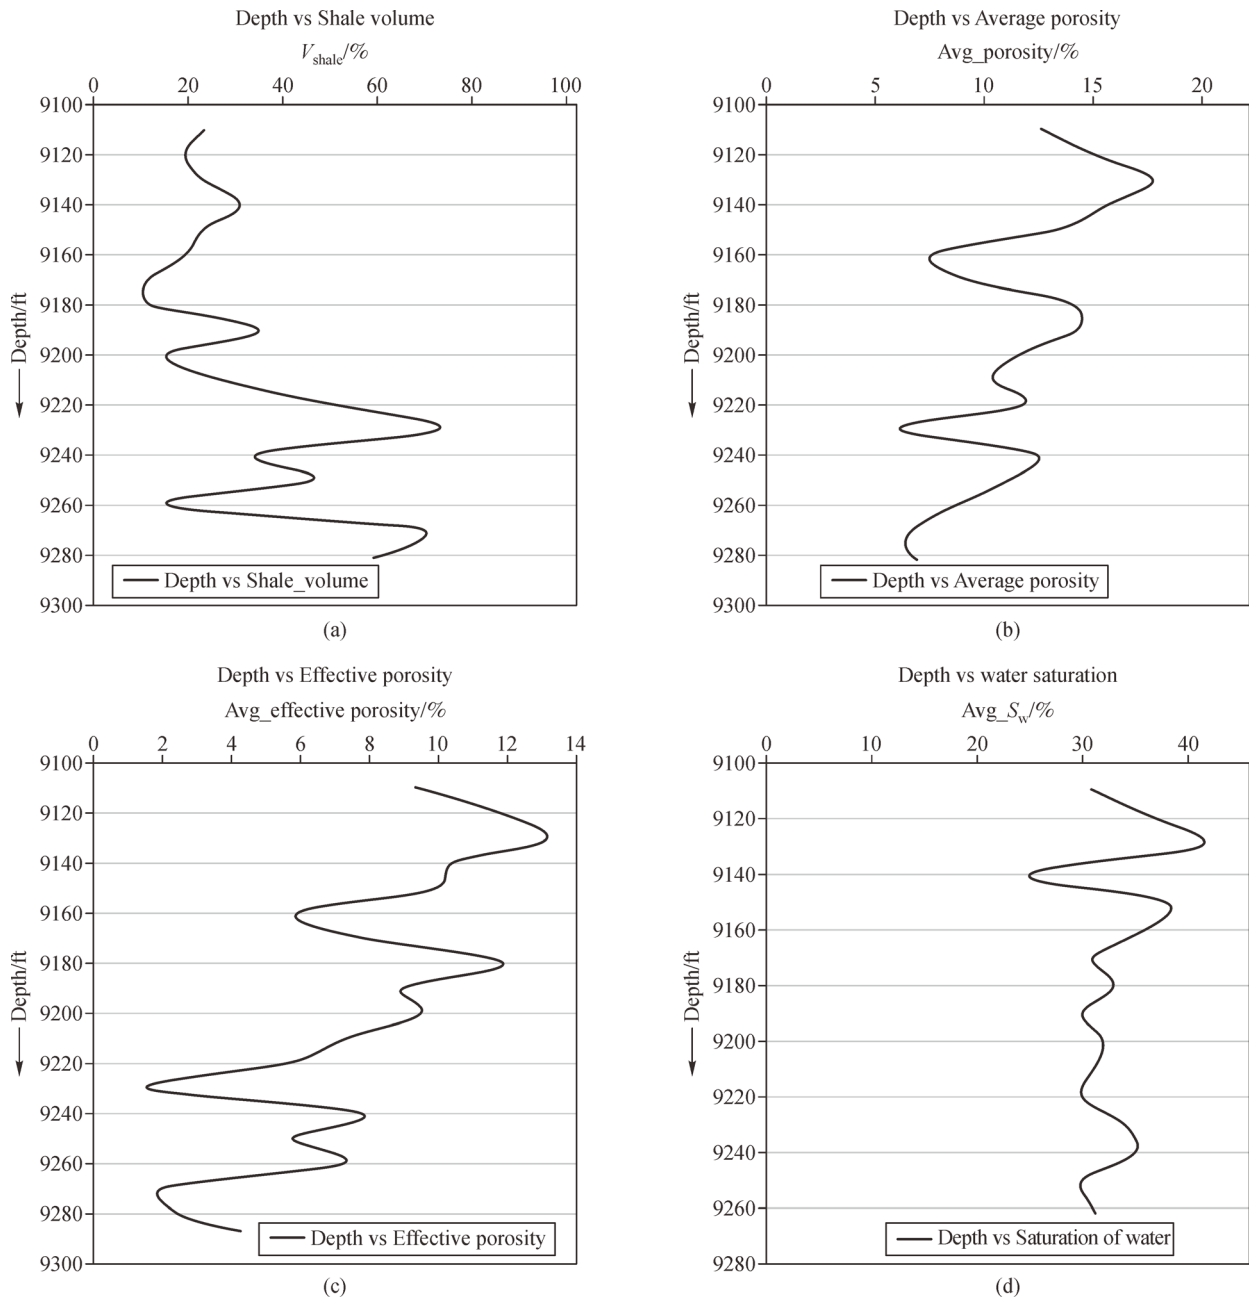 Depth vs Shale volume
Vshale/%
0 20 40 60 80 100
9100
9120
9140
9160
9180
9200
9220
9240
9260
9280
9300
Depth/ft
Depth vs Shale_volume
(a)
Depth vs Average porosity
Avg_porosity/%
0 5 10 15 20
9100
9120
9140
9160
9180
9200
9220
9240
9260
9280
9300
Depth/ft
Depth vs Average porosity
(b)
Depth vs Effective porosity
Avg_effective porosity/%
0 2 4 6 8 10 12 14
9100
9120
9140
9160
9180
9200
9220
9240
9260
9280
9300
Depth/ft
Depth vs Effective porosity
(c)
Depth vs water saturation
Avg_Sw/%
0 10 20 30 40
9100
9120
9140
9160
9180
9200
9220
9240
9260
9280
Depth/ft
Depth vs Saturation of water
(d)